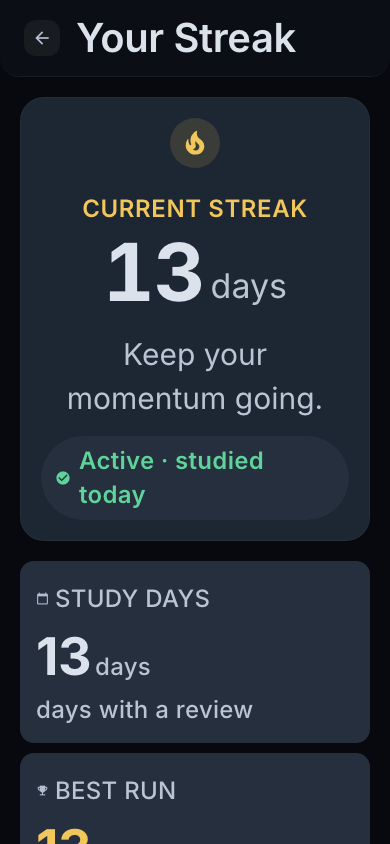 Your Streak
CURRENT STREAK
13 days
Keep your
momentum going.
Active · studied
today
STUDY DAYS
13 days
days with a review
BEST RUN